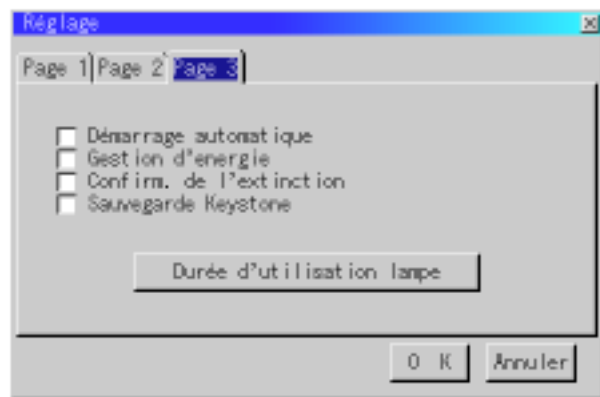 Réglage
Page 1 Page 2 Page 3
Démarrage automatique
Gestion d'energie
Confirm. de l'extinction
Sauvegarde Keystone
Durée d'utilisation lampe
O K Annuler